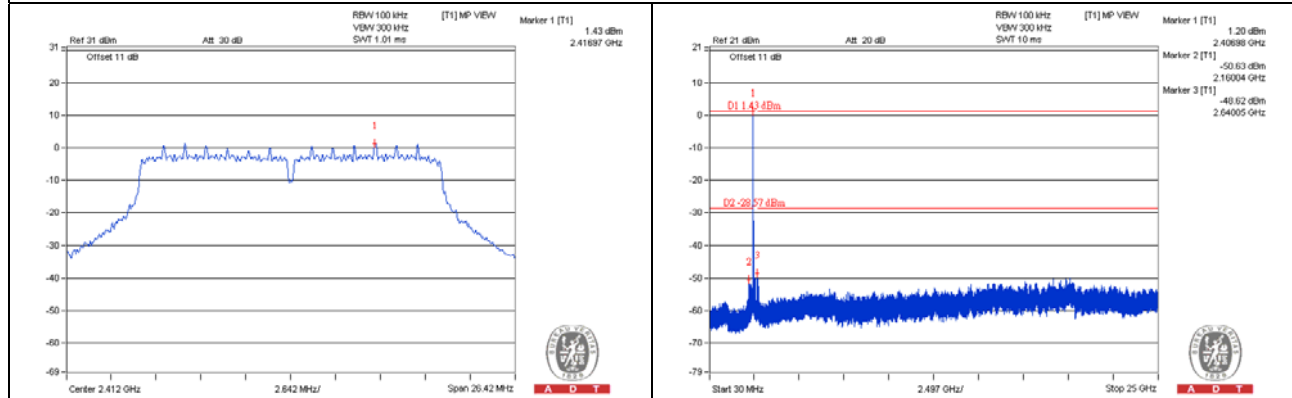 RBW 100 kHz
VBW 300 kHz
SWT 1.01 ms
[T1] MP VIEW
Marker 1 [T1]
1.43 dBm
2.41697 GHz
Ref 31 dBm
Att 30 dB
Offset 11 dB
31
20
10
0
-10
-20
-30
-40
-50
-60
-69
1
Center 2.412 GHz
2.642 MHz/
Span 26.42 MHz
BUREAU VERITAS
1828
A D T
RBW 100 kHz
VBW 300 kHz
SWT 10 ms
[T1] MP VIEW
Marker 1 [T1]
1.20 dBm
2.40698 GHz
Marker 2 [T1]
-50.63 dBm
2.16004 GHz
Marker 3 [T1]
-48.62 dBm
2.64005 GHz
Ref 21 dBm
Att 20 dB
Offset 11 dB
21
10
0
-10
-20
-30
-40
-50
-60
-70
-79
1
D1 1.43 dBm
D2 -28.57 dBm
2
3
Start 30 MHz
2.497 GHz/
Stop 25 GHz
BUREAU VERITAS
1828
A D T